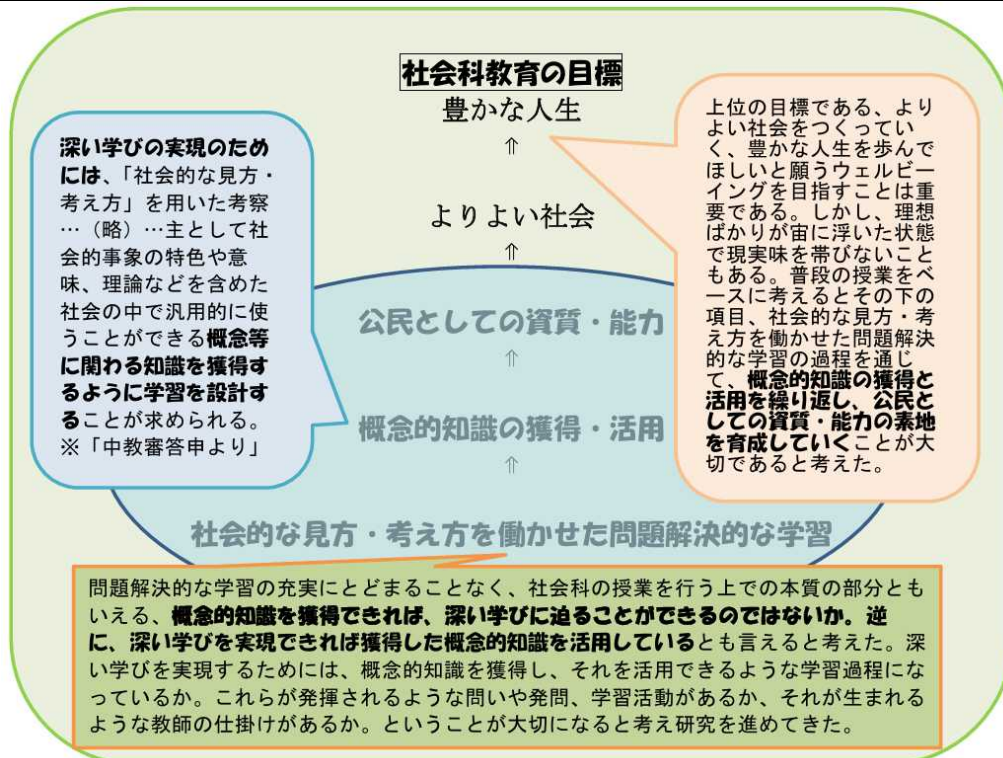 社会科教育の目標
豊かな人生
⇑
よりよい社会
⇑
公民としての資質・能力
⇑
概念的知識の獲得・活用
⇑
社会的な見方・考え方を働かせた問題解決的な学習
深い学びの実現のため
には、「社会的な見方・
考え方」を用いた考察
…（略）…主として社
会的事象の特色や意
味、理論などを含めた
社会の中で汎用的に使
うことができる概念等
に関わる知識を獲得す
るように学習を設計す
ることが求められる。
※「中教審答申より」
上位の目標である、より
よい社会をつくってい
く、豊かな人生を歩んで
ほしいと願うウェルビー
イングを目指すことは重
要である。しかし、理想
ばかりが宙に浮いた状態
で現実味を帯びないこと
もある。普段の授業をベ
ースに考えるとその下の
項目、社会的な見方・考
え方を働かせた問題解決
的な学習の過程を通じ
て、概念的知識の獲得と
活用を繰り返し、公民と
しての資質・能力の素地
を育成していくことが大
切であると考えた。
問題解決的な学習の充実にとどまることなく、社会科の授業を行う上での本質の部分とも
いえる、概念的知識を獲得できれば、深い学びに迫ることができるのではないか。逆
に、深い学びを実現できれば獲得した概念的知識を活用しているとも言えると考えた。深
い学びを実現するためには、概念的知識を獲得し、それを活用できるような学習過程にな
っているか。これらが発揮されるような問いや発問、学習活動があるか、それが生まれる
ような教師の仕掛けがあるか。ということが大切になると考え研究を進めてきた。